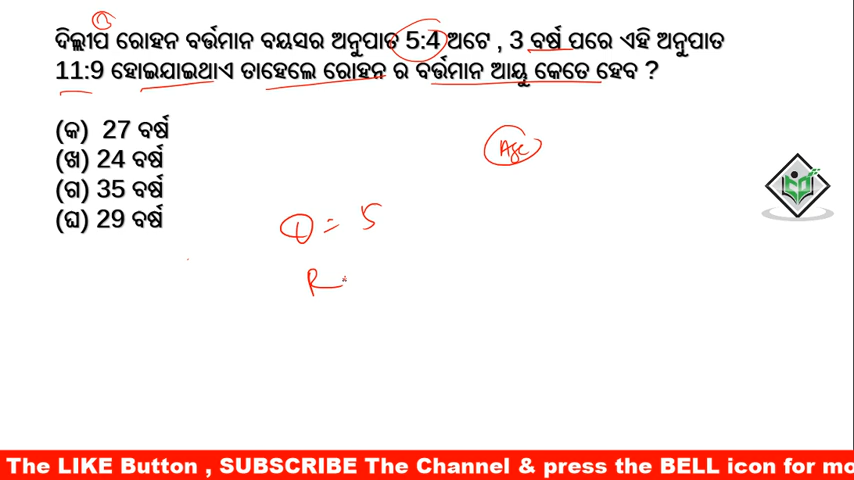 ଦିଲ୍ଲୀପ ରୋହନ ବର୍ତ୍ତମାନ ବୟସର ଅନୁପାତ 5:4 ଅଟେ , 3 ବର୍ଷ ପରେ ଏହି ଅନୁପାତ
11:9 ହୋଇଯାଇଥାଏ ତାହେଲେ ରୋହନ ର ବର୍ତ୍ତମାନ ଆୟୁ କେତେ ହେବ ?
(କ) 27 ବର୍ଷ
(ଖ) 24 ବର୍ଷ
(ଗ) 35 ବର୍ଷ
(ଘ) 29 ବର୍ଷ
Age
D = 5
R
The LIKE Button , SUBSCRIBE The Channel & press the BELL icon for mo